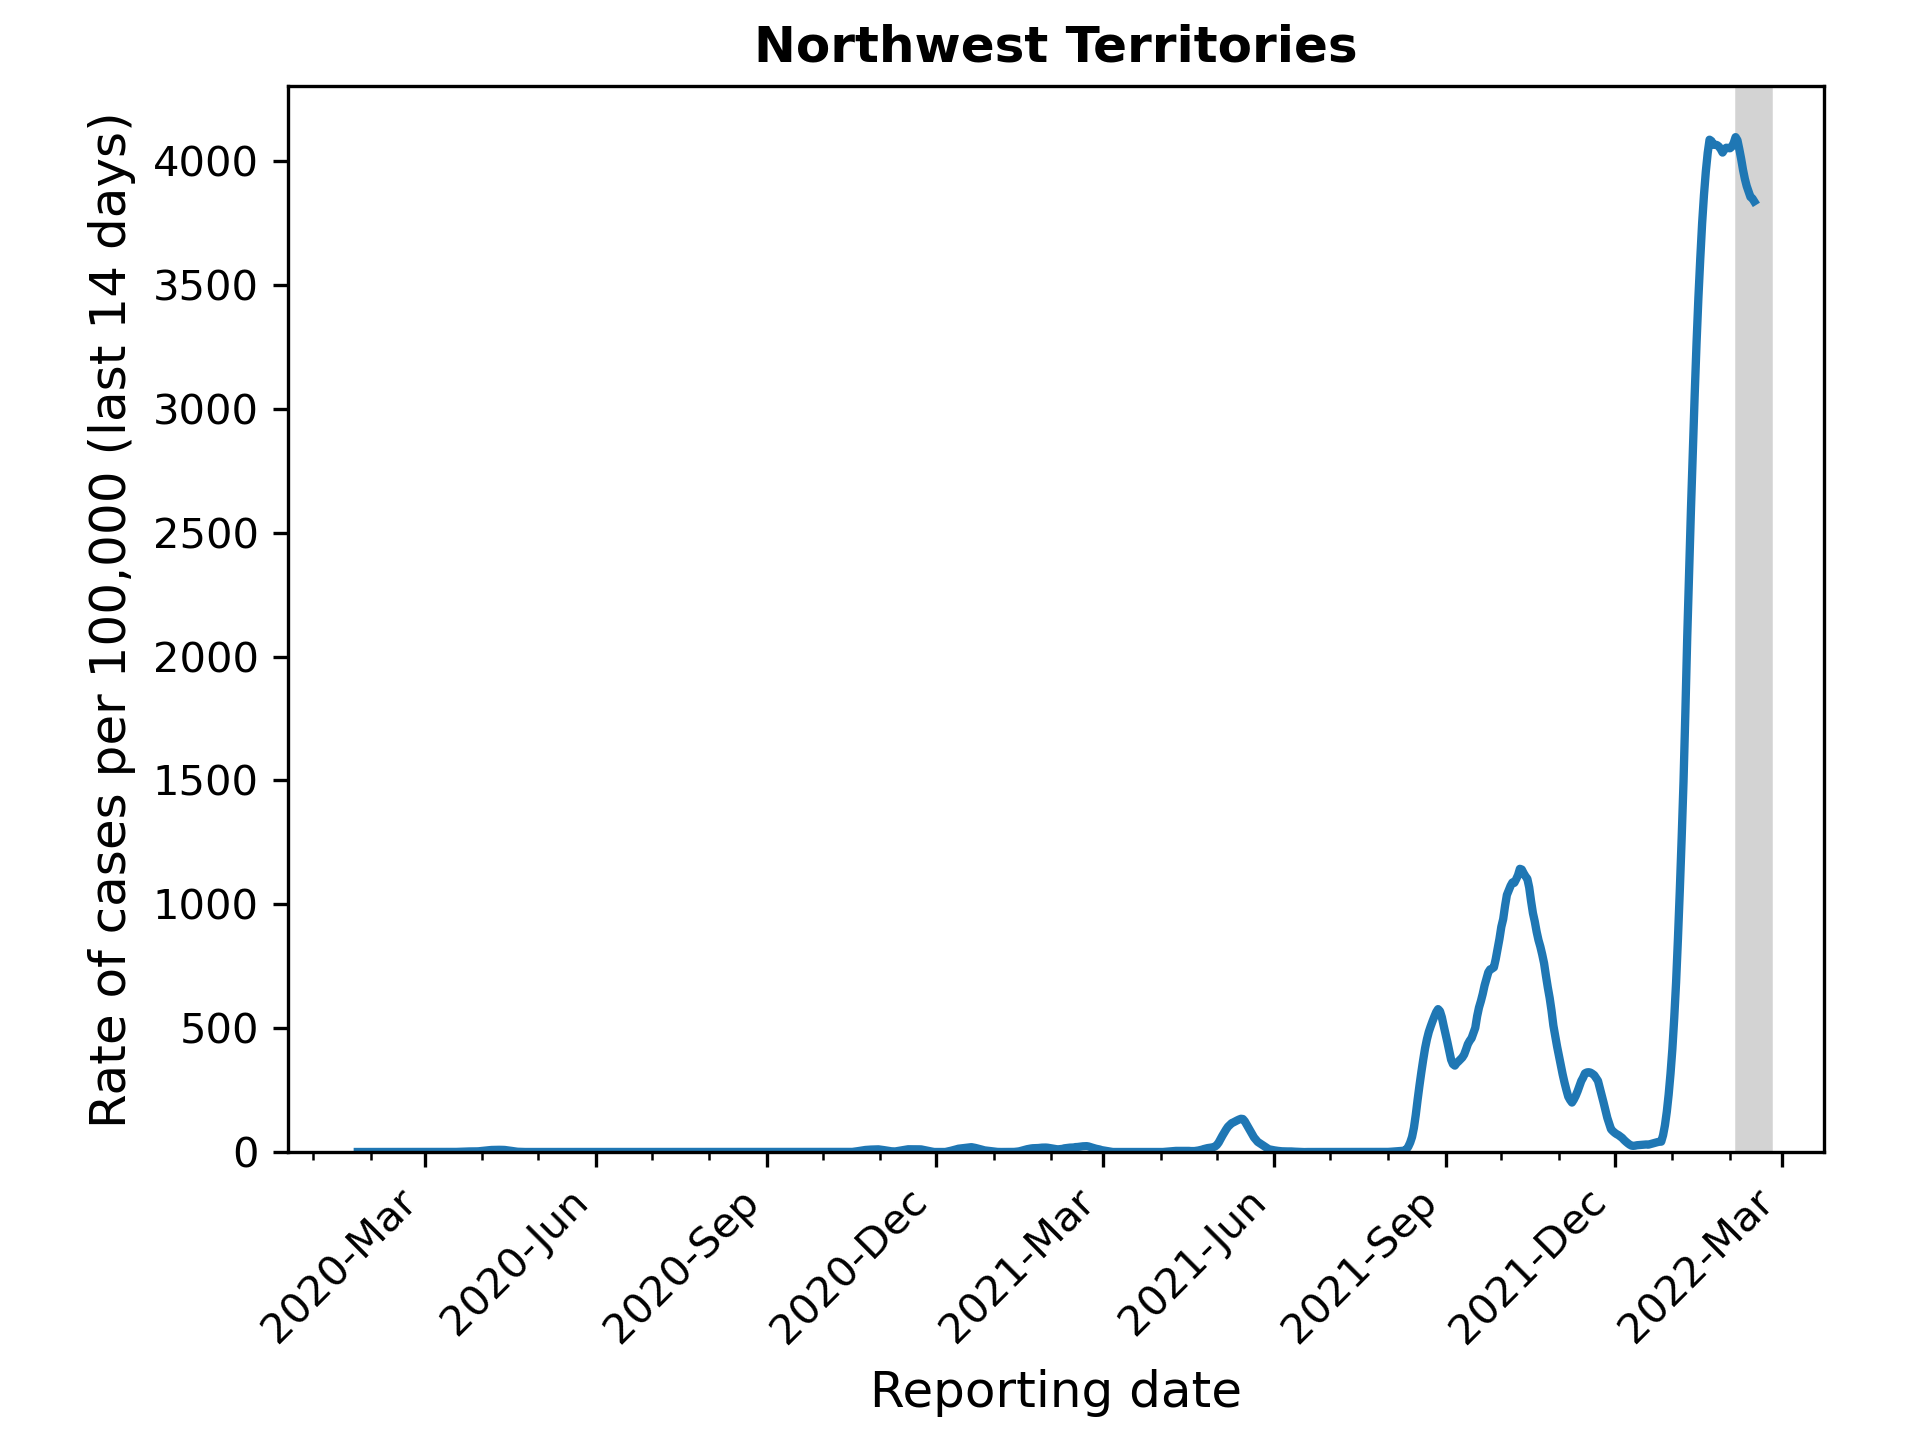 Northwest Territories
Rate of cases per 100,000 (last 14 days)
4000
3500
3000
2500
2000
1500
1000
500
0
2020-Mar
2020-Jun
2020-Sep
2020-Dec
2021-Mar
2021-Jun
2021-Sep
2021-Dec
2022-Mar
Reporting date